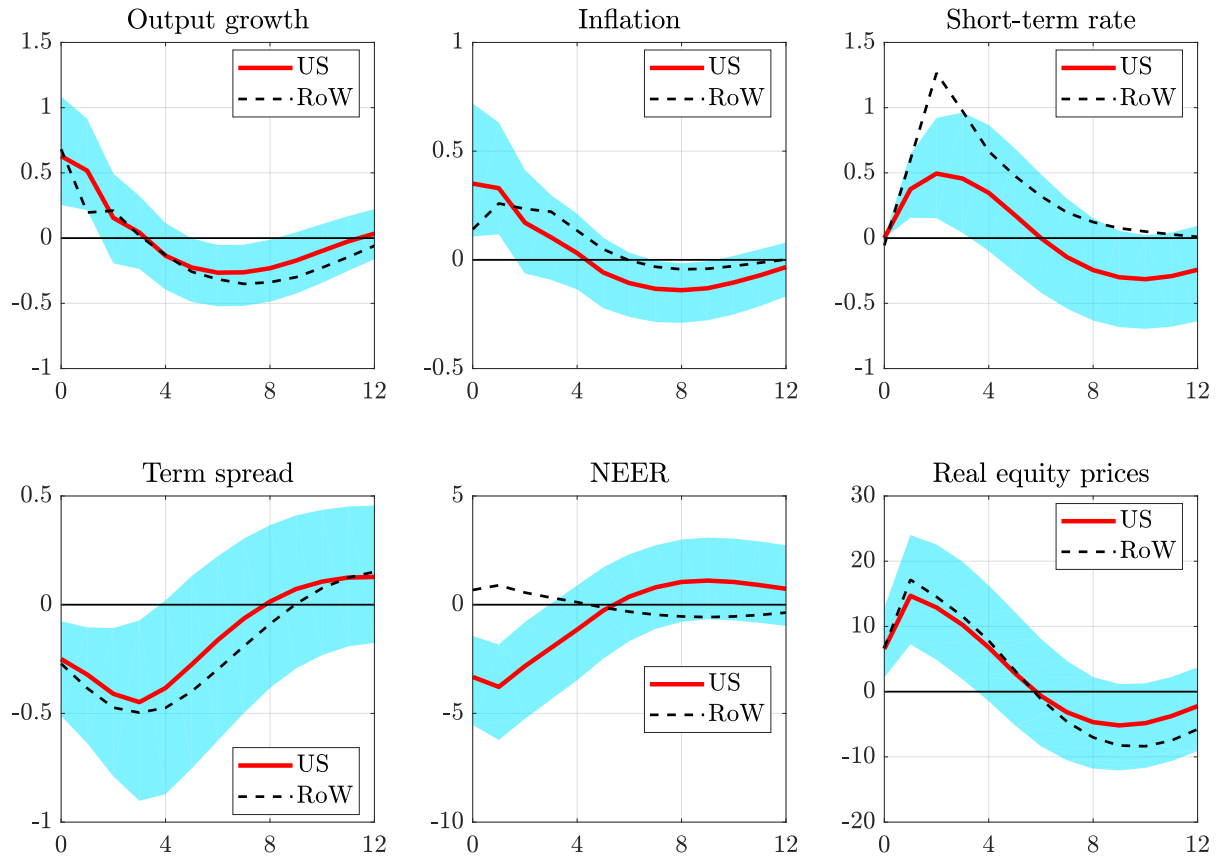 Output growth
1.5
1
0.5
0
-0.5
-1
0 4 8 12
US
RoW
Inflation
1
0.5
0
-0.5
0 4 8 12
US
RoW
Short-term rate
1.5
1
0.5
0
-0.5
-1
0 4 8 12
US
RoW
Term spread
0.5
0
-0.5
-1
0 4 8 12
US
RoW
NEER
5
0
-5
-10
0 4 8 12
US
RoW
Real equity prices
30
20
10
0
-10
-20
0 4 8 12
US
RoW